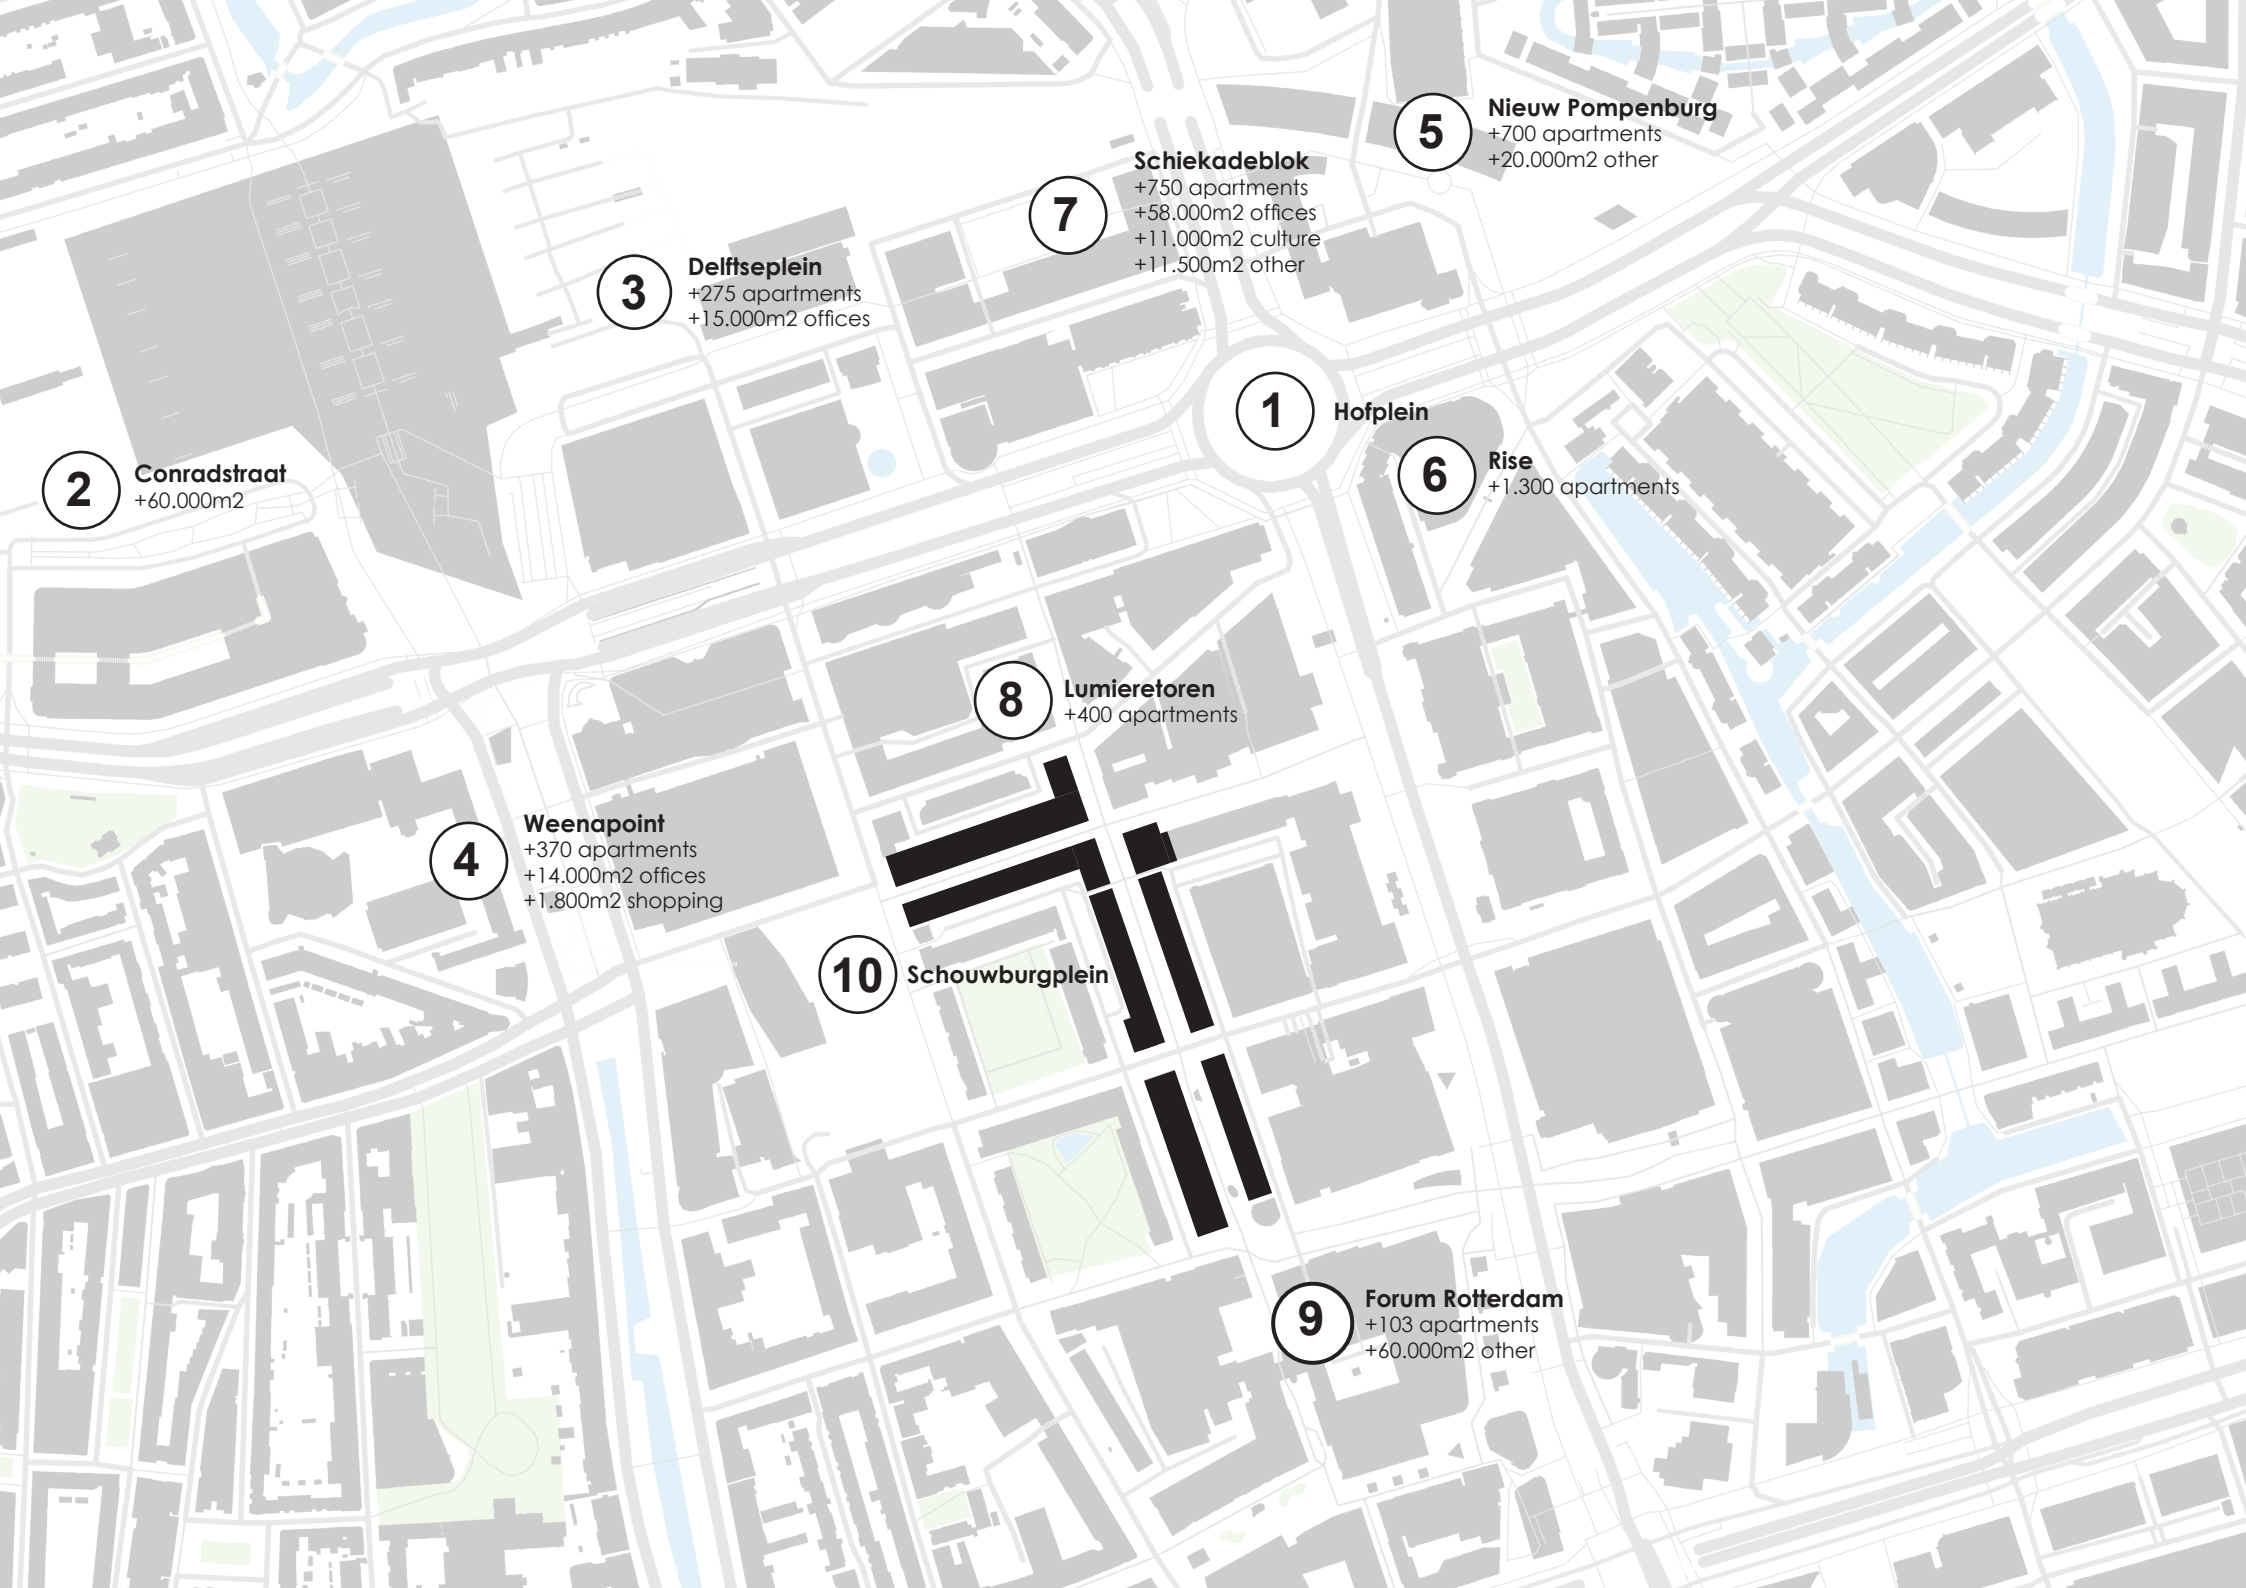 5
Nieuw Pompenburg
+700 apartments
+20.000m2 other
7
Schiekadeblok
+750 apartments
+58.000m2 offices
+11.000m2 culture
+11.500m2 other
3
Delftseplein
+275 apartments
+15.000m2 offices
1
Hofplein
2
Conradstraat
+60.000m2
6
Rise
+1.300 apartments
8
Lumieretoren
+400 apartments
4
Weenapoint
+370 apartments
+14.000m2 offices
+1.800m2 shopping
10
Schouwburgplein
9
Forum Rotterdam
+103 apartments
+60.000m2 other